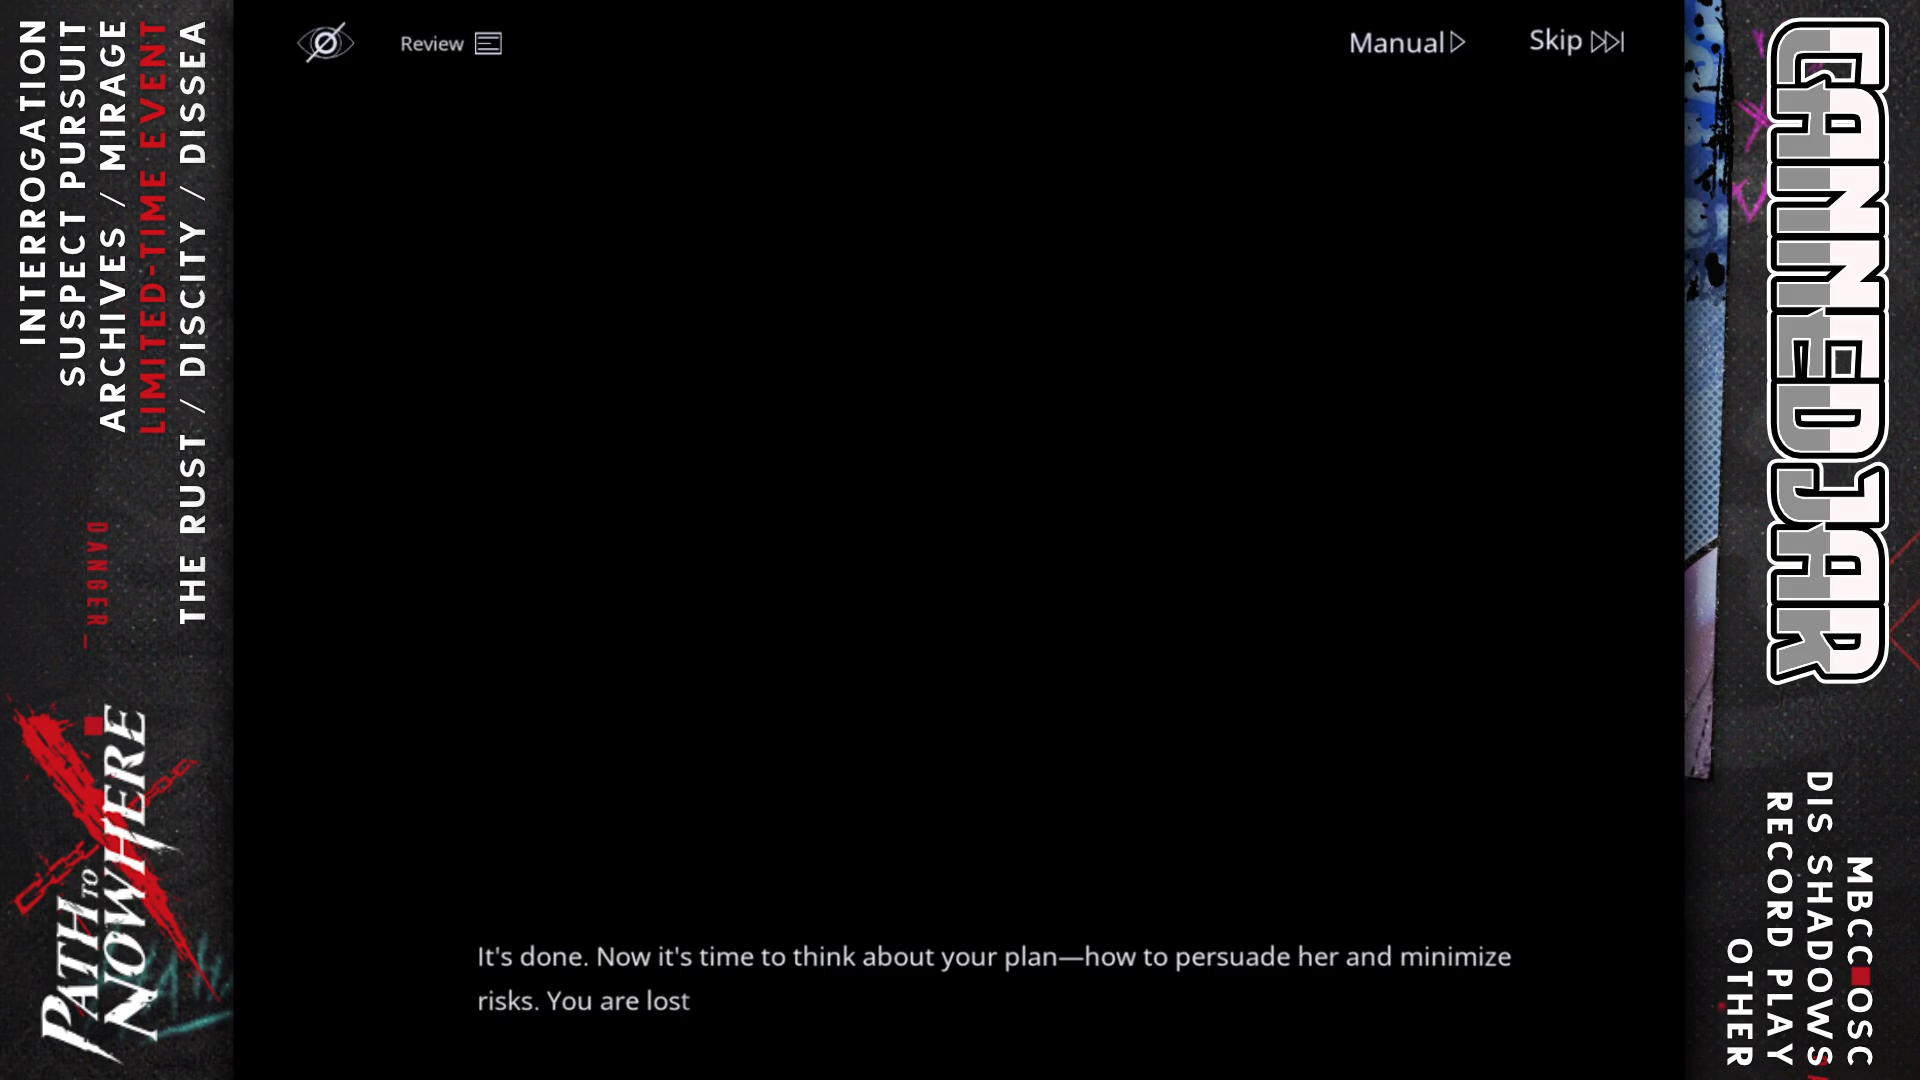 INTERROGATION
SUSPECT PURSUIT
ARCHIVES / MIRAGE
LIMITED-TIME EVENT
THE RUST / DISCITY / DISSEA
DANGER
PATH TO
NOWHERE
Review
Manual
Skip
It's done. Now it's time to think about your plan—how to persuade her and minimize
risks. You are lost
CANNEDJAR
MBCC OSC
DIS SHADOWS
RECORD PLAY
OTHER